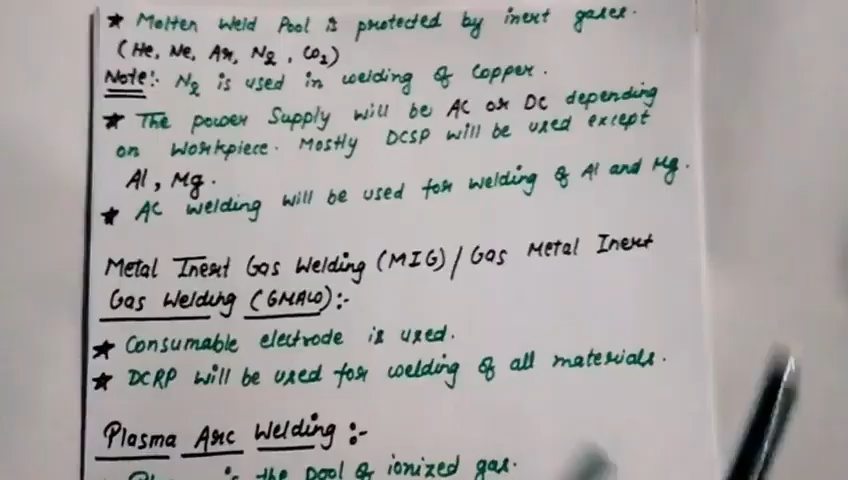 ★ Molten Weld Pool is protected by inert gases.
(He, Ne, Ar, N2, CO2)
Note:- N2 is used in welding of Copper.
★ The power Supply will be AC or DC depending
on workpiece. Mostly DCSP will be used except
Al, Mg.
★ AC welding will be used for welding of Al and Mg.
Metal Inert Gas Welding (MIG) / Gas Metal Inert
Gas Welding (GMAW):-
★ Consumable electrode is used.
★ DCRP will be used for welding of all materials.
Plasma Arc Welding :-
is the pool of ionized gas.